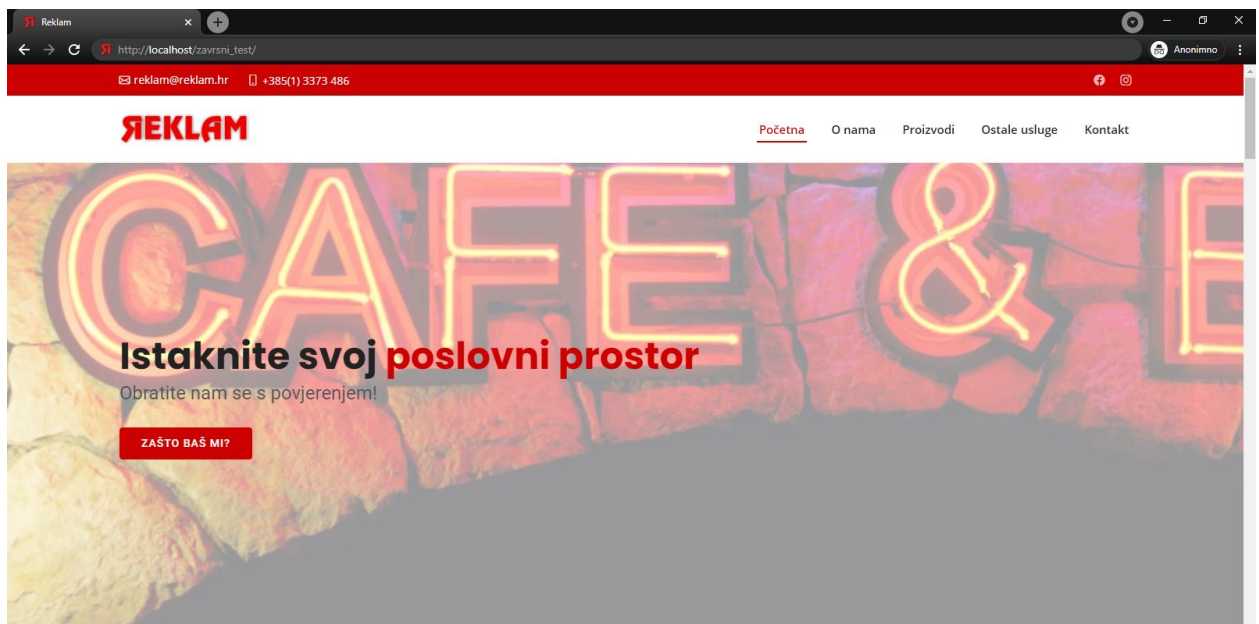 Reklam
http://localhost/zavrsni_test/
Anonimno
reklam@reklam.hr +385(1) 3373 486
ЯEKLAM
Početna O nama Proizvodi Ostale usluge Kontakt
CAFE & E
Istaknite svoj poslovni prostor
Obratite nam se s povjerenjem!
ZAŠTO BAŠ MI?